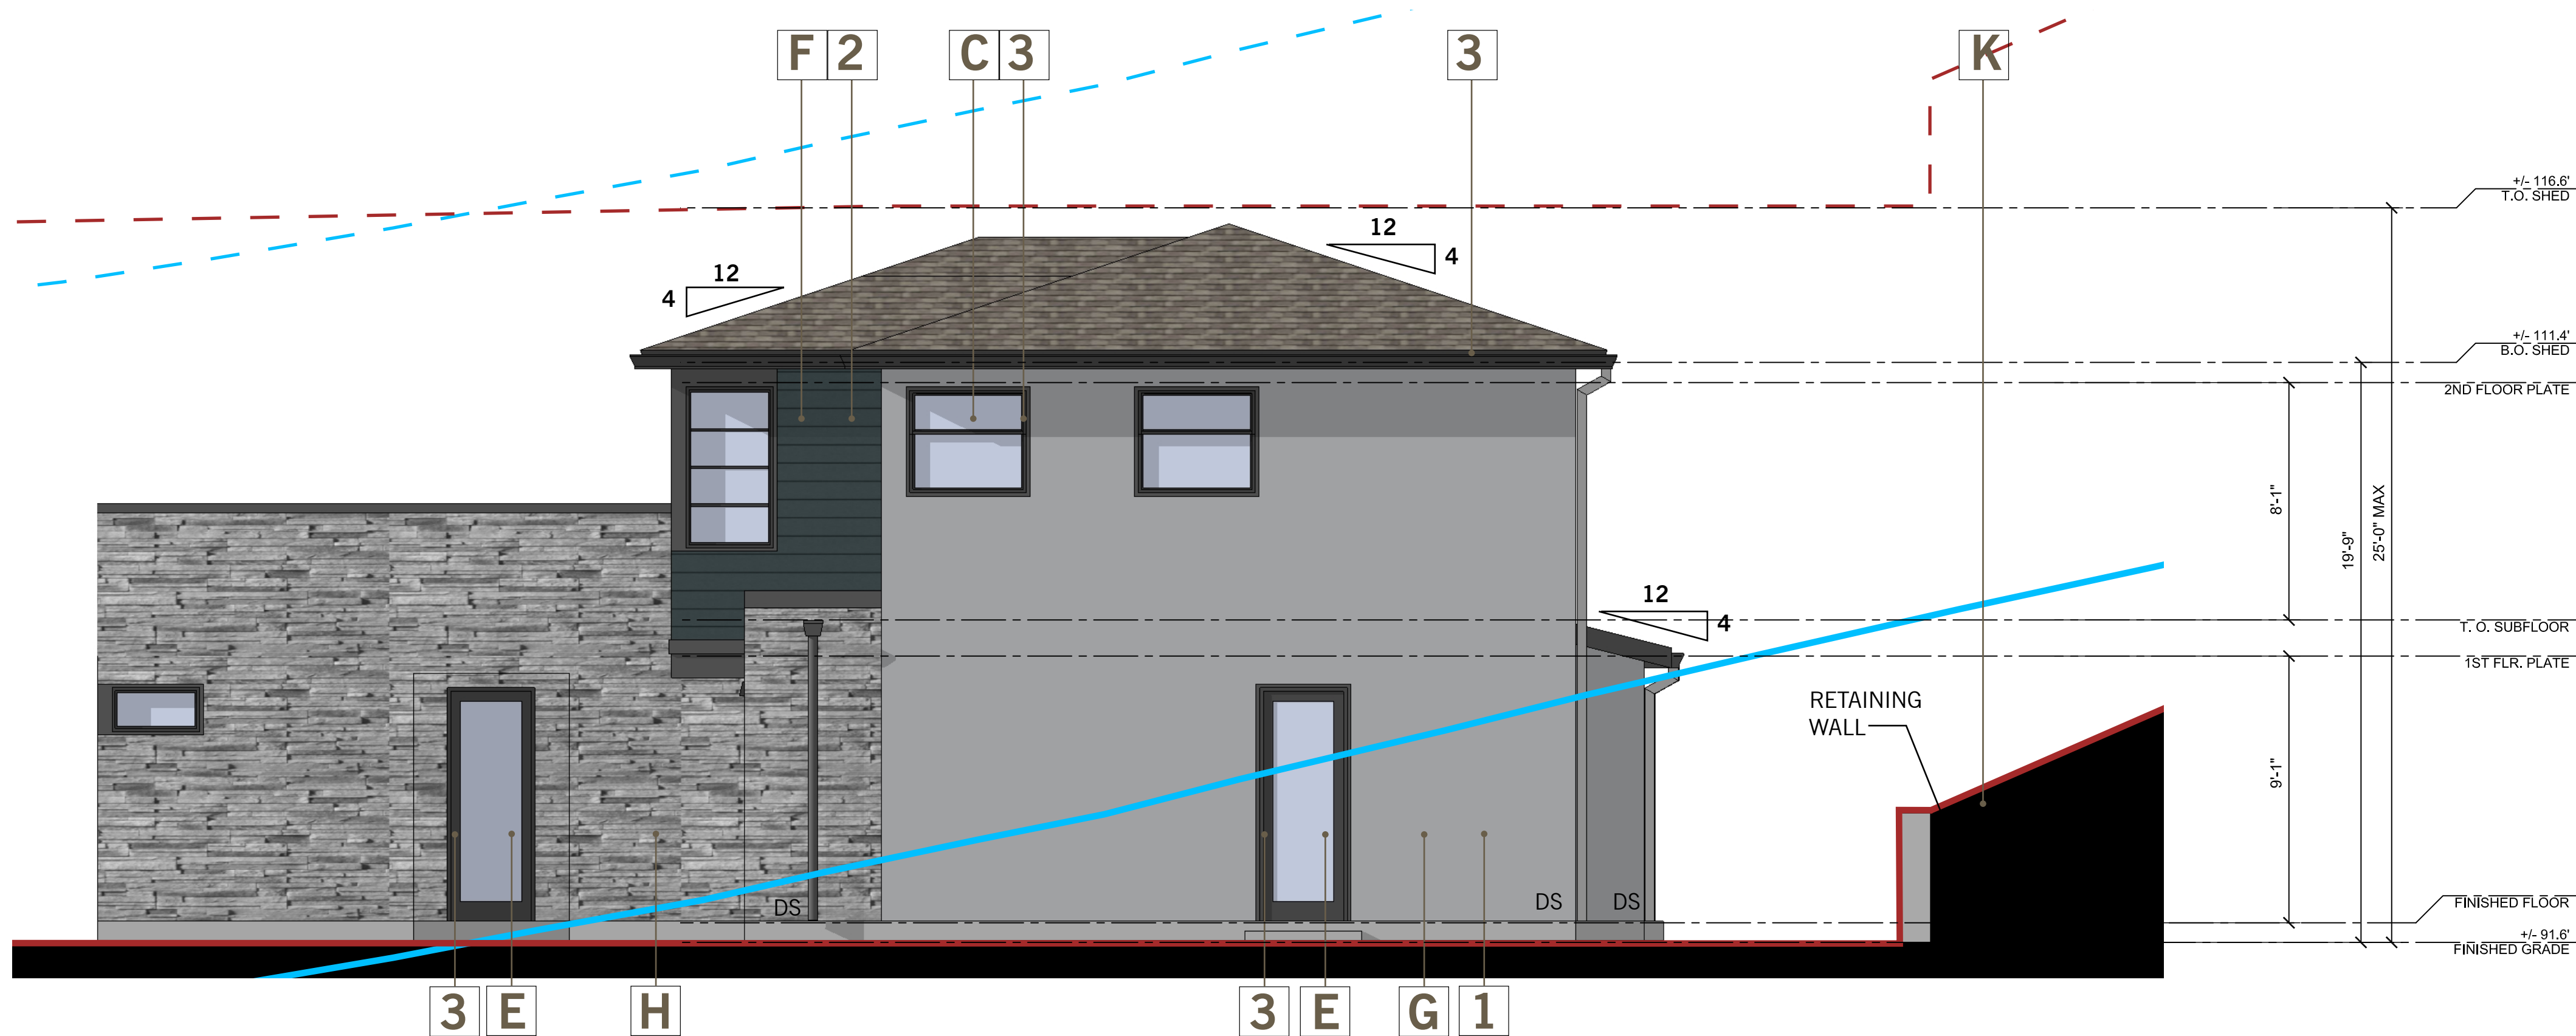 F 2 C 3 3 K
+/- 116.6'
T.O. SHED
12
4
12
4
+/- 111.4'
B.O. SHED
2ND FLOOR PLATE
8'-1"
19'-9"
25'-0" MAX
12
4
T. O. SUBFLOOR
1ST FLR. PLATE
RETAINING
WALL
9'-1"
DS DS DS
FINISHED FLOOR
+/- 91.6'
FINISHED GRADE
3 E H 3 E G 1